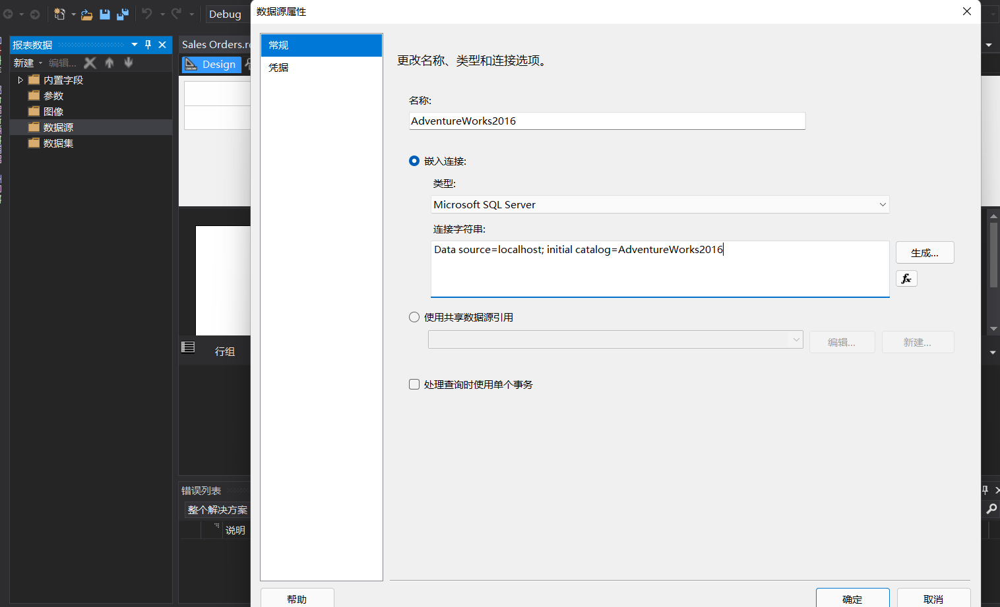 Debug
数据源属性
报表数据
新建
编辑...
内置字段
参数
图像
数据源
数据集
Sales Orders.r
Design
行组
错误列表
整个解决方案
说明
常规
凭据
更改名称、类型和连接选项。
名称:
AdventureWorks2016
嵌入连接:
类型:
Microsoft SQL Server
连接字符串:
Data source=localhost; initial catalog=AdventureWorks2016
生成...
fx
使用共享数据源引用
编辑...
新建...
处理查询时使用单个事务
帮助
确定
取消